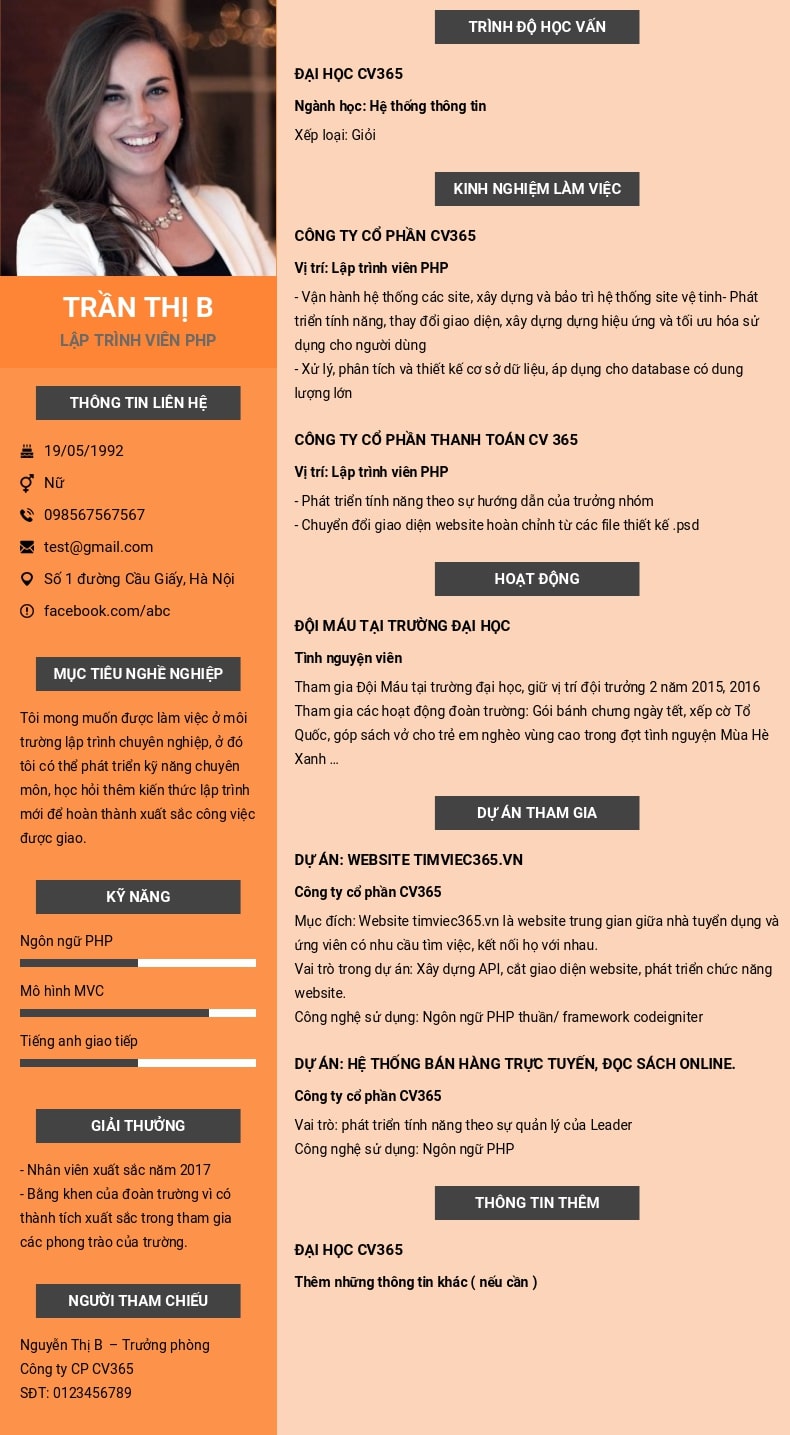 TRẦN THỊ B
LẬP TRÌNH VIÊN PHP
THÔNG TIN LIÊN HỆ
19/05/1992
Nữ
098567567567
test@gmail.com
Số 1 đường Cầu Giấy, Hà Nội
facebook.com/abc
MỤC TIÊU NGHỀ NGHIỆP
Tôi mong muốn được làm việc ở môi
trường lập trình chuyên nghiệp, ở đó
tôi có thể phát triển kỹ năng chuyên
môn, học hỏi thêm kiến thức lập trình
mới để hoàn thành xuất sắc công việc
được giao.
KỸ NĂNG
Ngôn ngữ PHP
Mô hình MVC
Tiếng anh giao tiếp
GIẢI THƯỞNG
- Nhân viên xuất sắc năm 2017
- Bằng khen của đoàn trường vì có
thành tích xuất sắc trong tham gia
các phong trào của trường.
NGƯỜI THAM CHIẾU
Nguyễn Thị B – Trưởng phòng
Công ty CP CV365
SĐT: 0123456789
TRÌNH ĐỘ HỌC VẤN
ĐẠI HỌC CV365
Ngành học: Hệ thống thông tin
Xếp loại: Giỏi
KINH NGHIỆM LÀM VIỆC
CÔNG TY CỔ PHẦN CV365
Vị trí: Lập trình viên PHP
- Vận hành hệ thống các site, xây dựng và bảo trì hệ thống site vệ tinh- Phát
triển tính năng, thay đổi giao diện, xây dựng dựng hiệu ứng và tối ưu hóa sử
dụng cho người dùng
- Xử lý, phân tích và thiết kế cơ sở dữ liệu, áp dụng cho database có dung
lượng lớn
CÔNG TY CỔ PHẦN THANH TOÁN CV 365
Vị trí: Lập trình viên PHP
- Phát triển tính năng theo sự hướng dẫn của trưởng nhóm
- Chuyển đổi giao diện website hoàn chỉnh từ các file thiết kế .psd
HOẠT ĐỘNG
ĐỘI MÁU TẠI TRƯỜNG ĐẠI HỌC
Tình nguyện viên
Tham gia Đội Máu tại trường đại học, giữ vị trí đội trưởng 2 năm 2015, 2016
Tham gia các hoạt động đoàn trường: Gói bánh chưng ngày tết, xếp cờ Tổ
Quốc, góp sách vở cho trẻ em nghèo vùng cao trong đợt tình nguyện Mùa Hè
Xanh ...
DỰ ÁN THAM GIA
DỰ ÁN: WEBSITE TIMVIEC365.VN
Công ty cổ phần CV365
Mục đích: Website timviec365.vn là website trung gian giữa nhà tuyển dụng và
ứng viên có nhu cầu tìm việc, kết nối họ với nhau.
Vai trò trong dự án: Xây dựng API, cắt giao diện website, phát triển chức năng
website.
Công nghệ sử dụng: Ngôn ngữ PHP thuần/ framework codeigniter
DỰ ÁN: HỆ THỐNG BÁN HÀNG TRỰC TUYẾN, ĐỌC SÁCH ONLINE.
Công ty cổ phần CV365
Vai trò: phát triển tính năng theo sự quản lý của Leader
Công nghệ sử dụng: Ngôn ngữ PHP
THÔNG TIN THÊM
ĐẠI HỌC CV365
Thêm những thông tin khác ( nếu cần )